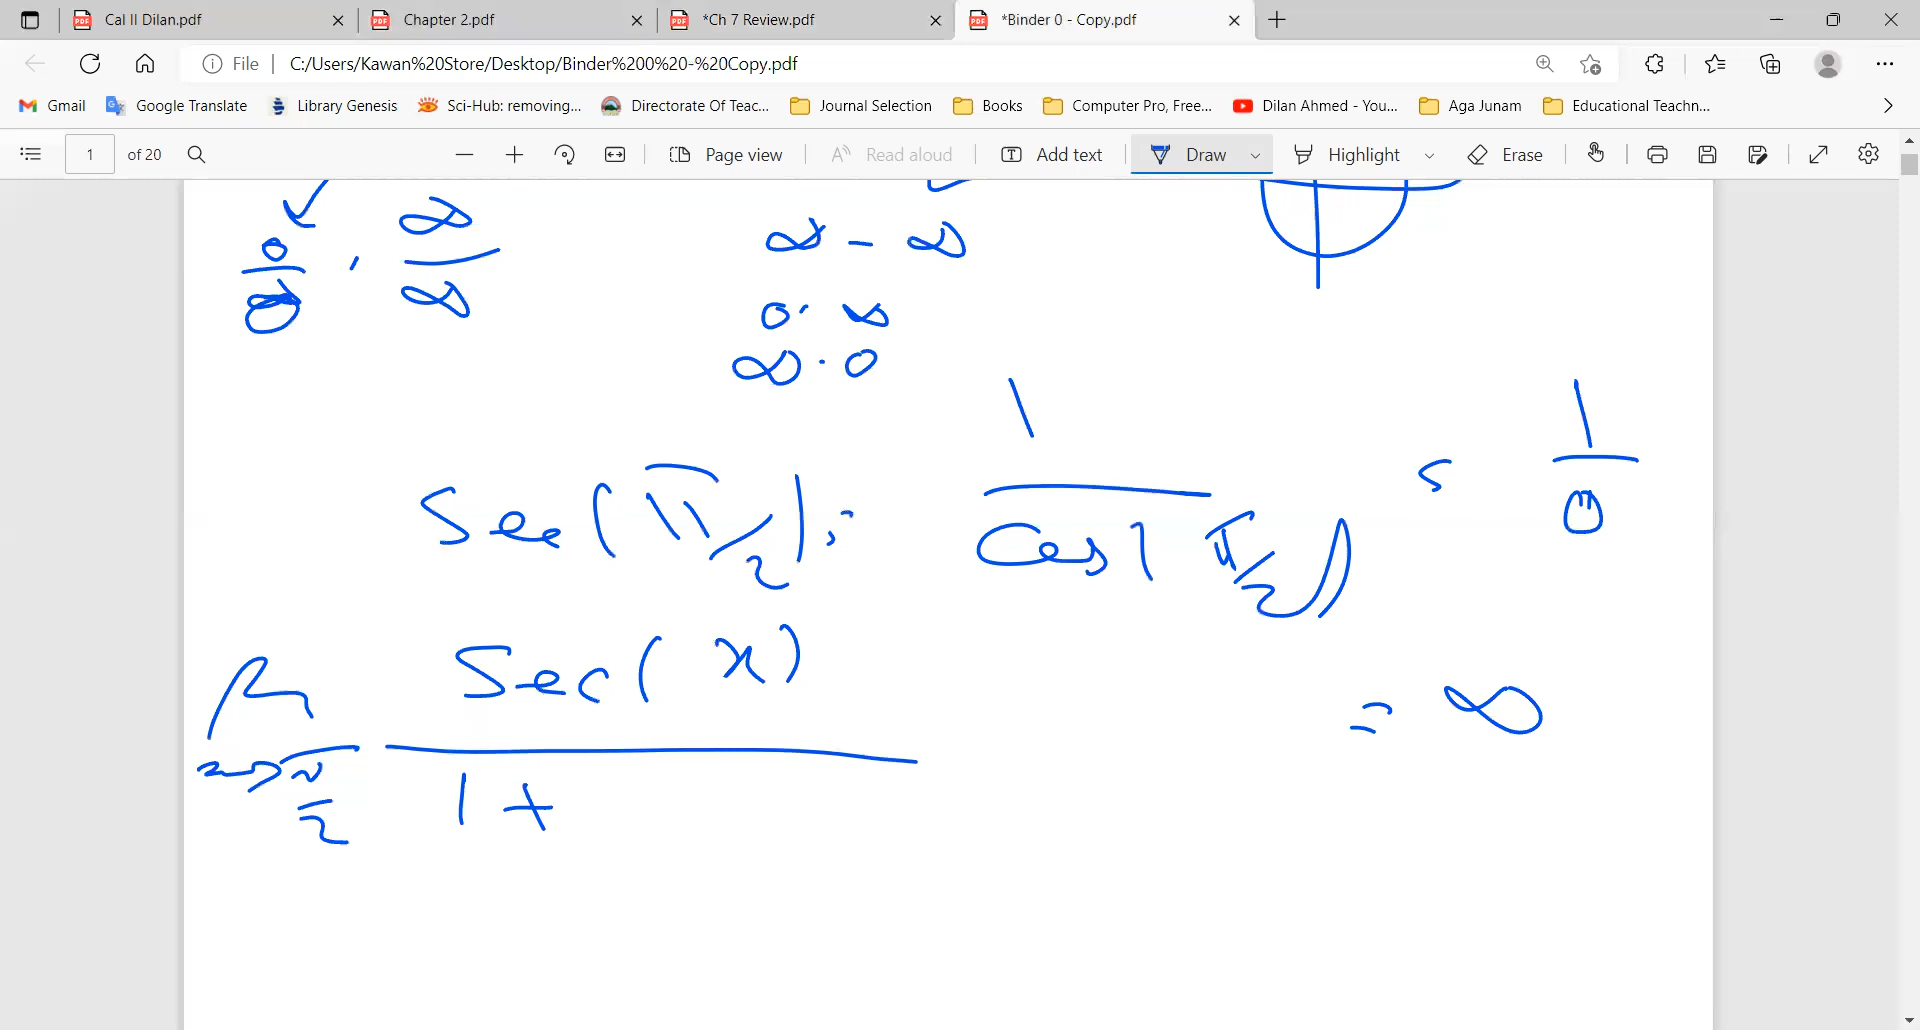 Cal II Dilan.pdf
Chapter 2.pdf
*Ch 7 Review.pdf
*Binder 0 - Copy.pdf
File
C:/Users/Kawan%20Store/Desktop/Binder%200%20-%20Copy.pdf
Gmail
Google Translate
Library Genesis
Sci-Hub: removing...
Directorate Of Teac...
Journal Selection
Books
Computer Pro, Free...
Dilan Ahmed - You...
Aga Junam
Educational Teachn...
1 of 20
Page view
Read aloud
Add text
Draw
Highlight
Erase
0/0 , ∞/∞
∞ - ∞
0 · ∞
∞ · 0
Sec(π/2) = 1/Cos(π/2) = 1/0
= ∞
Sec(x)
1 +